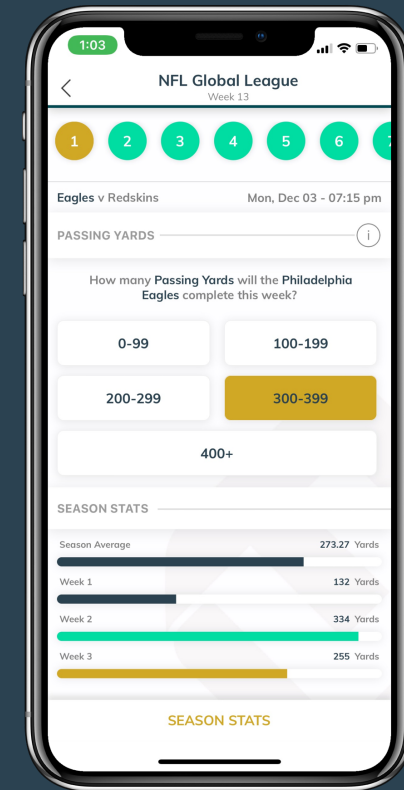 1:03
NFL Global League
Week 13
1 2 3 4 5 6
Eagles v Redskins Mon, Dec 03 - 07:15 pm
PASSING YARDS i
How many Passing Yards will the Philadelphia
Eagles complete this week?
0-99 100-199
200-299 300-399
400+
SEASON STATS
Season Average 273.27 Yards
Week 1 132 Yards
Week 2 334 Yards
Week 3 255 Yards
SEASON STATS